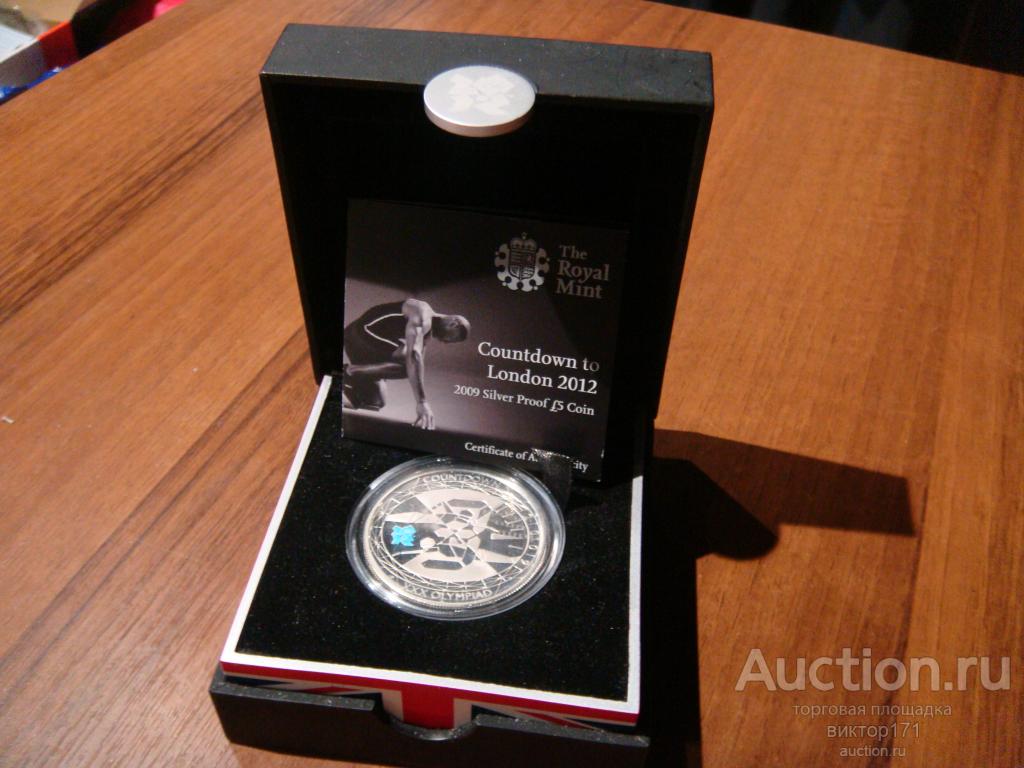 The
Royal
Mint
Countdown to
London 2012
2009 Silver Proof £5 Coin
Certificate of
COUNTDOWN
XXX OLYMPIAD
Auction.ru
торговая площадка
виктор171
auction.ru